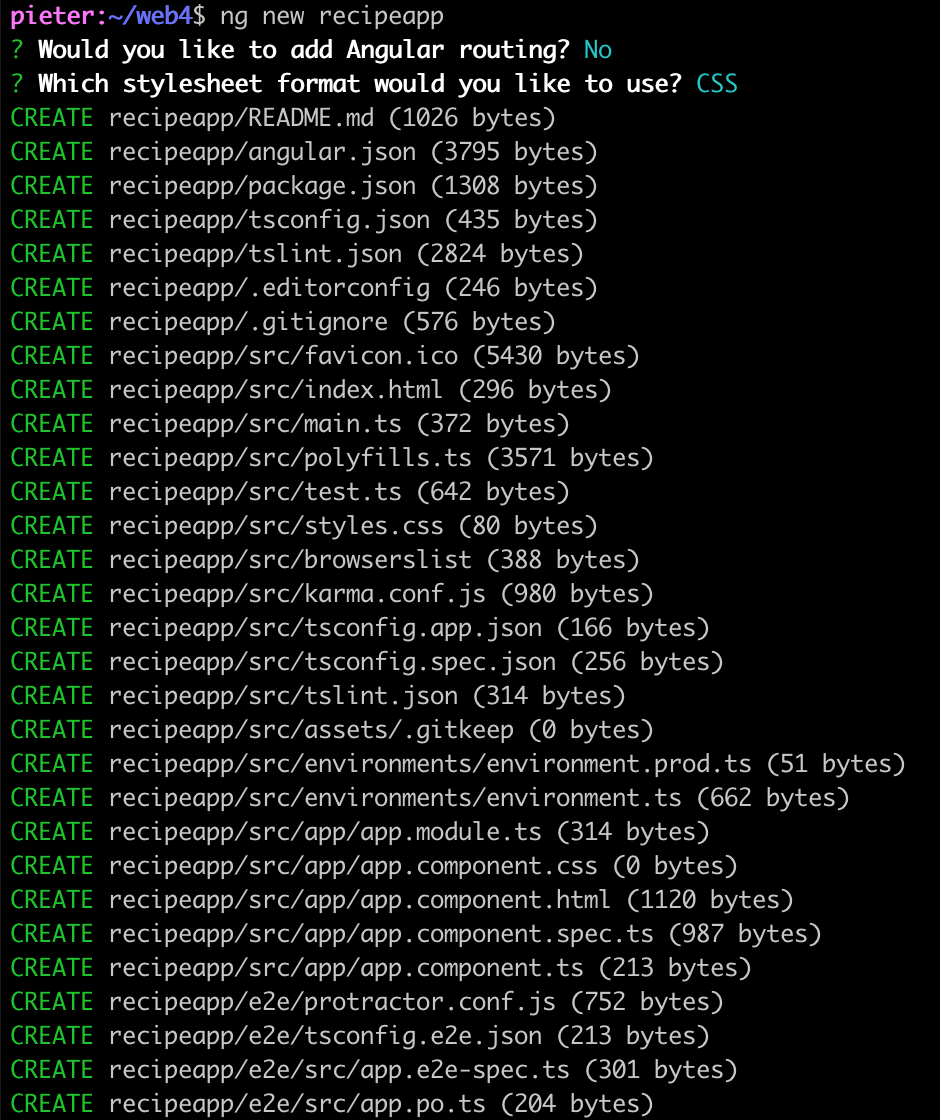 pieter:~/web4$ ng new recipeapp
? Would you like to add Angular routing? No
? Which stylesheet format would you like to use? CSS
CREATE recipeapp/README.md (1026 bytes)
CREATE recipeapp/angular.json (3795 bytes)
CREATE recipeapp/package.json (1308 bytes)
CREATE recipeapp/tsconfig.json (435 bytes)
CREATE recipeapp/tslint.json (2824 bytes)
CREATE recipeapp/.editorconfig (246 bytes)
CREATE recipeapp/.gitignore (576 bytes)
CREATE recipeapp/src/favicon.ico (5430 bytes)
CREATE recipeapp/src/index.html (296 bytes)
CREATE recipeapp/src/main.ts (372 bytes)
CREATE recipeapp/src/polyfills.ts (3571 bytes)
CREATE recipeapp/src/test.ts (642 bytes)
CREATE recipeapp/src/styles.css (80 bytes)
CREATE recipeapp/src/browserslist (388 bytes)
CREATE recipeapp/src/karma.conf.js (980 bytes)
CREATE recipeapp/src/tsconfig.app.json (166 bytes)
CREATE recipeapp/src/tsconfig.spec.json (256 bytes)
CREATE recipeapp/src/tslint.json (314 bytes)
CREATE recipeapp/src/assets/.gitkeep (0 bytes)
CREATE recipeapp/src/environments/environment.prod.ts (51 bytes)
CREATE recipeapp/src/environments/environment.ts (662 bytes)
CREATE recipeapp/src/app/app.module.ts (314 bytes)
CREATE recipeapp/src/app/app.component.css (0 bytes)
CREATE recipeapp/src/app/app.component.html (1120 bytes)
CREATE recipeapp/src/app/app.component.spec.ts (987 bytes)
CREATE recipeapp/src/app/app.component.ts (213 bytes)
CREATE recipeapp/e2e/protractor.conf.js (752 bytes)
CREATE recipeapp/e2e/tsconfig.e2e.json (213 bytes)
CREATE recipeapp/e2e/src/app.e2e-spec.ts (301 bytes)
CREATE recipeapp/e2e/src/app.po.ts (204 bytes)